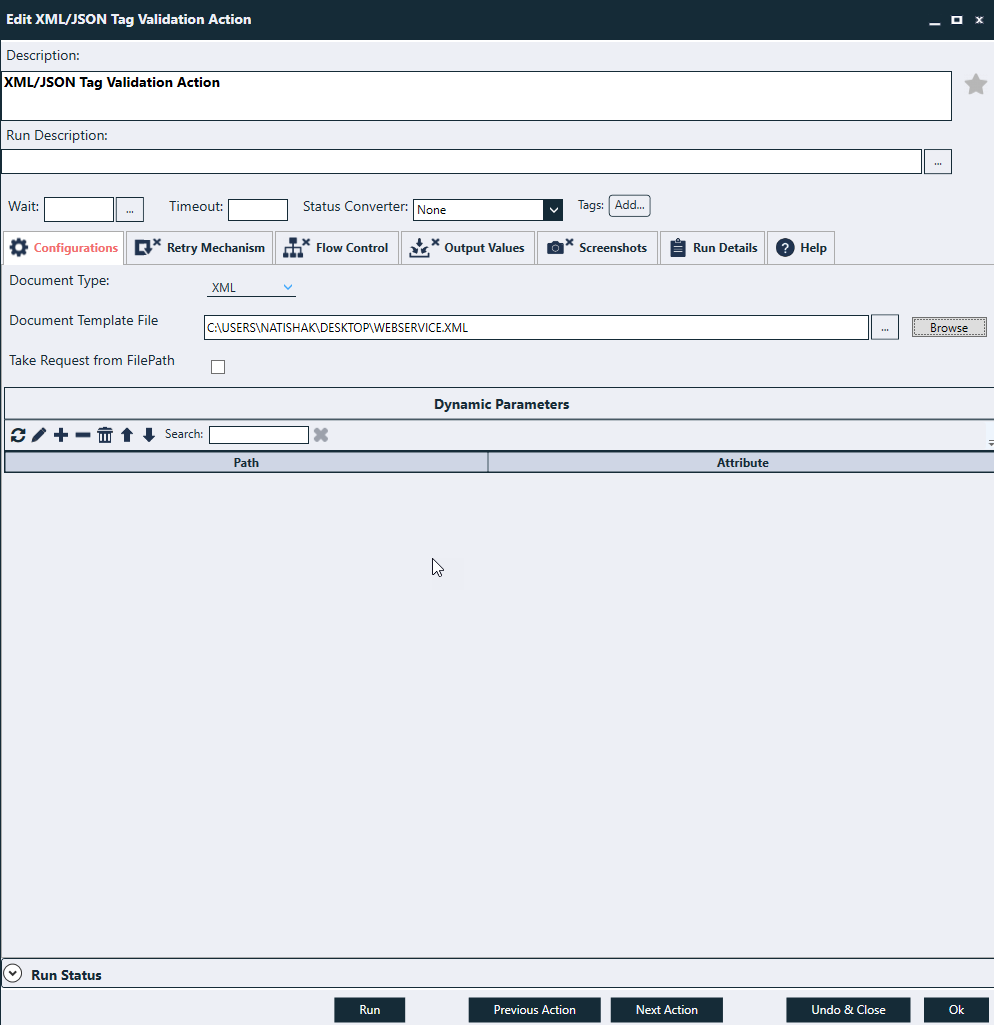 Edit XML/JSON Tag Validation Action
Description:
XML/JSON Tag Validation Action
Run Description:
...
Wait: ... Timeout: Status Converter: None Tags: Add...
Configurations Retry Mechanism Flow Control Output Values Screenshots Run Details ? Help
Document Type: XML
Document Template File C:\USERS\NATISHAK\DESKTOP\WEBSERVICE.XML ... Browse
Take Request from FilePath
Dynamic Parameters
Search:
Path Attribute
Run Status
Run Previous Action Next Action Undo & Close Ok